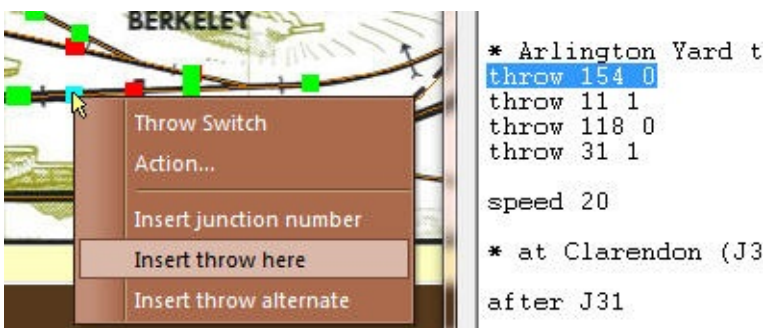 BERKELEY
Throw Switch
Action...
Insert junction number
Insert throw here
Insert throw alternate
* Arlington Yard t
throw 154 0
throw 11 1
throw 118 0
throw 31 1
speed 20
* at Clarendon (J3
after J31